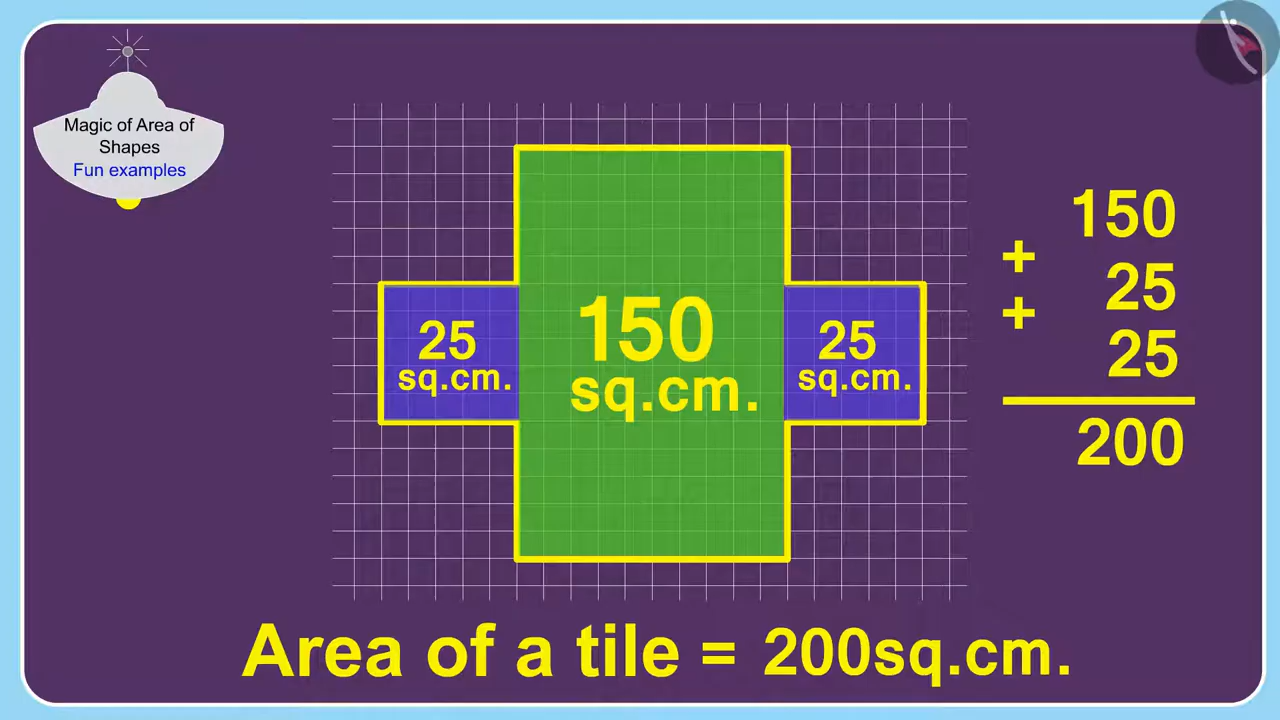 Magic of Area of
Shapes
Fun examples
25
sq.cm.
150
sq.cm.
25
sq.cm.
150
+
25
+
25
200
Area of a tile = 200sq.cm.